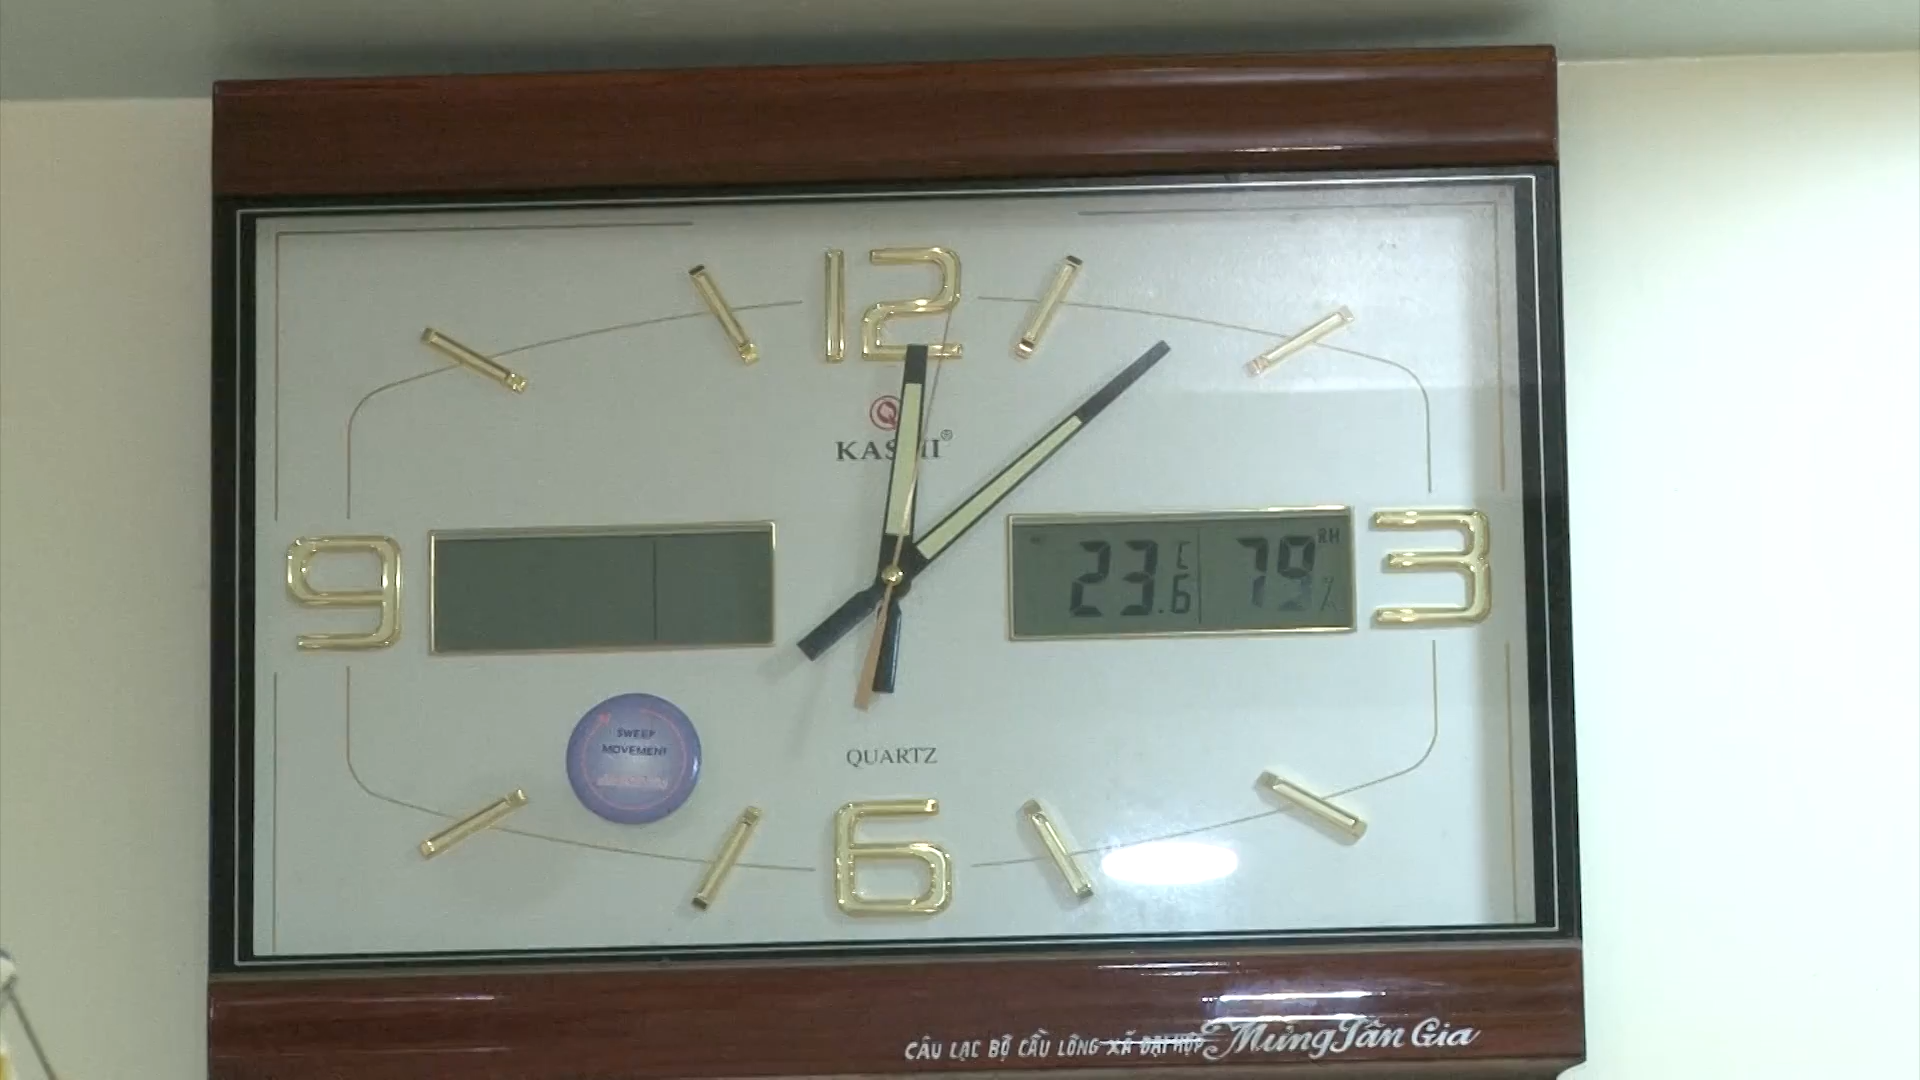 12
KASHI®
9
23.6 C
79 RH %
3
SWEEP
MOVEMENT
QUARTZ
6
CÂU LẠC BỘ CẦU LÔNG XÃ ĐẠI HỢP Mừng Tân Gia